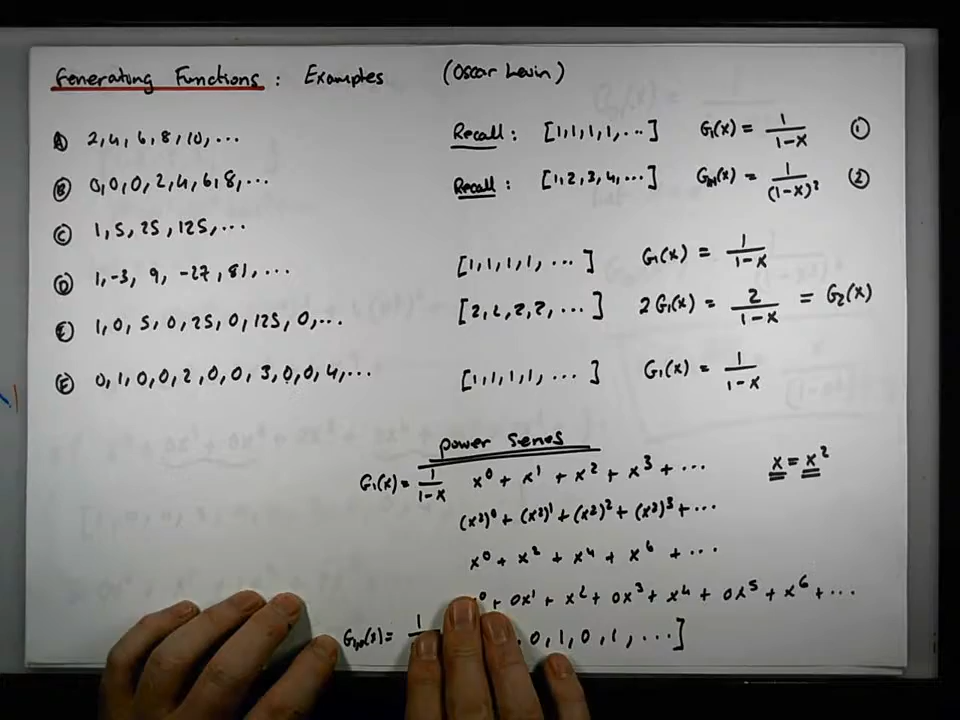 Generating Functions : Examples (Oscar Levin)
Ⓐ 2, 4, 6, 8, 10, ...
Ⓑ 0, 0, 0, 2, 4, 6, 8, ...
Ⓒ 1, 5, 25, 125, ...
Ⓓ 1, -3, 9, -27, 81, ...
Ⓔ 1, 0, 5, 0, 25, 0, 125, 0, ...
Ⓕ 0, 1, 0, 0, 2, 0, 0, 3, 0, 0, 4, ...
Recall : [1, 1, 1, 1, ...] G₁(x) = 1/(1-x) ①
Recall : [1, 2, 3, 4, ...] G(x) = 1/(1-x)² ②
[1, 1, 1, 1, ...] G₁(x) = 1/(1-x)
[2, 2, 2, 2, ...] 2G₁(x) = 2/(1-x) = G₂(x)
[1, 1, 1, 1, ...] G₁(x) = 1/(1-x)
power series
G₁(x) = 1/(1-x) x⁰ + x¹ + x² + x³ + ... x = x²
(x²)⁰ + (x²)¹ + (x²)² + (x²)³ + ...
x⁰ + x² + x⁴ + x⁶ + ...
⁰ + 0x¹ + x² + 0x³ + x⁴ + 0x⁵ + x⁶ + ...
(x) = 1 , 0, 1, 0, 1, ...]